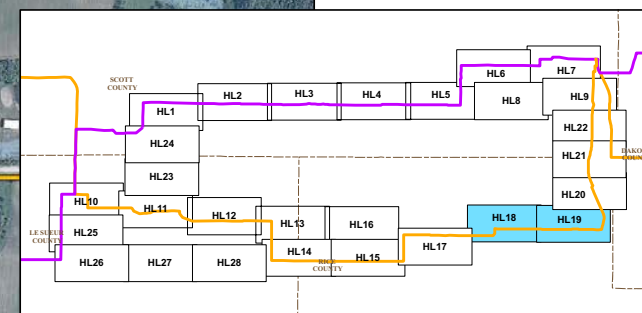 HL6
HL7
SCOTT
COUNTY
HL1
HL2
HL3
HL4
HL5
HL8
HL9
HL24
HL22
HL23
HL21
HL20
HL10
HL11
HL12
HL13
HL16
HL18
HL19
LE SUEUR
COUNTY
HL25
HL14
HL15
HL17
RICE
COUNTY
HL26
HL27
HL28